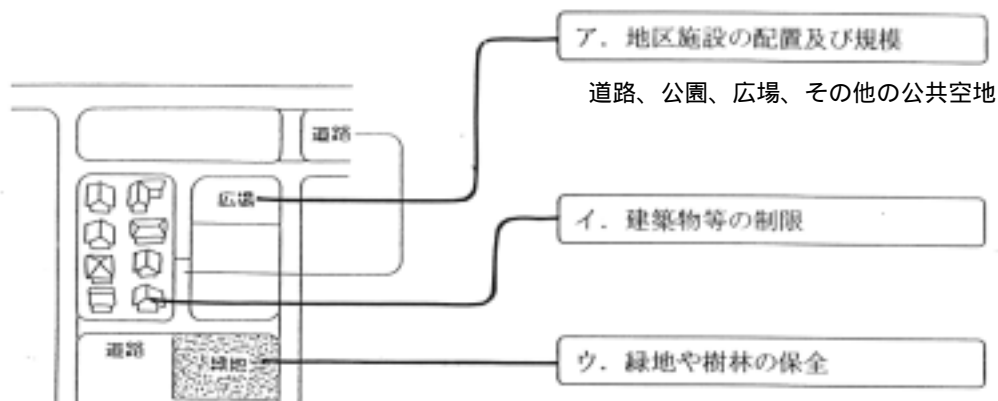 ア. 地区施設の配置及び規模
道路、公園、広場、その他の公共空地
道路
広場
イ. 建築物等の制限
道路
緑地
ウ. 緑地や樹林の保全